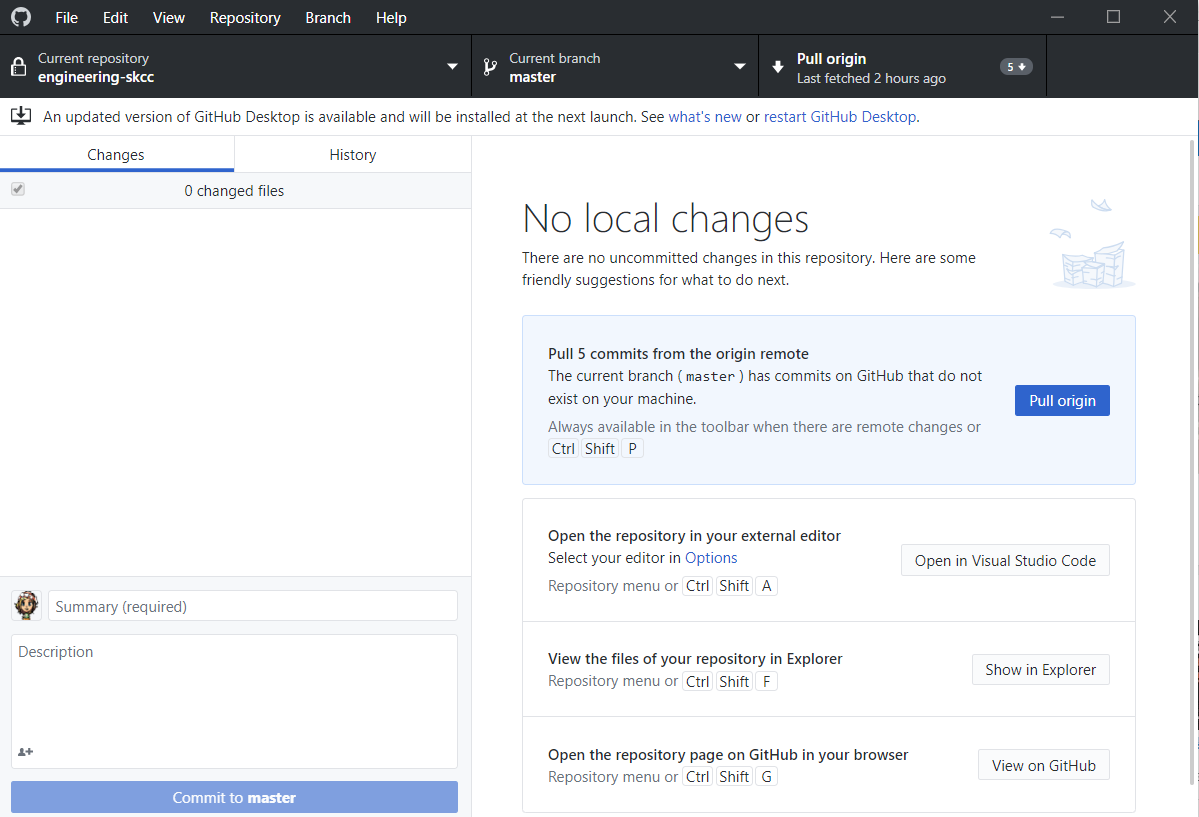 File Edit View Repository Branch Help
Current repository
engineering-skcc
Current branch
master
Pull origin
Last fetched 2 hours ago
5
An updated version of GitHub Desktop is available and will be installed at the next launch. See what's new or restart GitHub Desktop.
Changes
History
0 changed files
No local changes
There are no uncommitted changes in this repository. Here are some
friendly suggestions for what to do next.
Pull 5 commits from the origin remote
The current branch ( master ) has commits on GitHub that do not
exist on your machine.
Always available in the toolbar when there are remote changes or
Ctrl Shift P
Pull origin
Open the repository in your external editor
Select your editor in Options
Repository menu or Ctrl Shift A
Open in Visual Studio Code
View the files of your repository in Explorer
Repository menu or Ctrl Shift F
Show in Explorer
Open the repository page on GitHub in your browser
Repository menu or Ctrl Shift G
View on GitHub
Summary (required)
Description
Commit to master